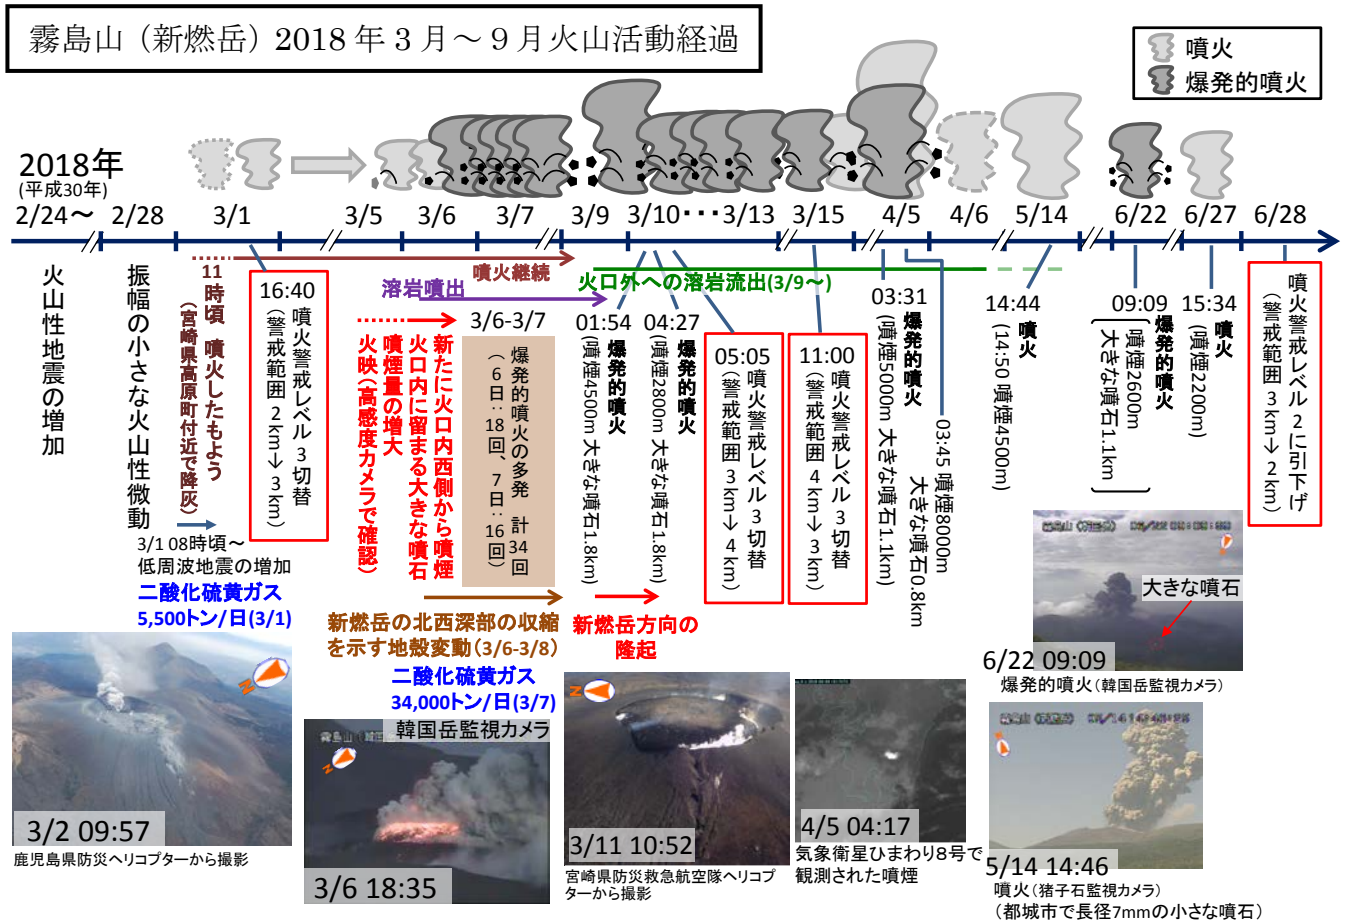 霧島山（新燃岳）2018年３月～９月火山活動経過
噴火
爆発的噴火
2018年
(平成30年)
2/24～
2/28
3/1
3/5
3/6
3/7
3/9
3/10
･･･
3/13
3/15
4/5
4/6
5/14
6/22
6/27
6/28
火山性地震の増加
振幅の小さな火山性微動
11時頃 噴火したもよう
（宮崎県高原町付近で降灰）
3/1 08時頃～
低周波地震の増加
二酸化硫黄ガス
5,500トン/日(3/1)
16:40
噴火警戒レベル３切替
（警戒範囲２km→３km）
噴火継続
溶岩噴出
火口外への溶岩流出(3/9～)
新たに火口内西側から噴煙
火口内に留まる大きな噴石
噴煙量の増大
火映(高感度カメラで確認)
3/6-3/7
爆発的噴火の多発 計34回
（６日：18回、７日：16回）
新燃岳の北西深部の収縮
を示す地殻変動(3/6-3/8)
二酸化硫黄ガス
34,000トン/日(3/7)
01:54
爆発的噴火
(噴煙4500m 大きな噴石1.8km)
04:27
爆発的噴火
(噴煙2800m 大きな噴石1.8km)
新燃岳方向の
隆起
05:05
噴火警戒レベル３切替
（警戒範囲３km→４km）
11:00
噴火警戒レベル３切替
（警戒範囲４km→３km）
03:31
爆発的噴火
(噴煙5000m 大きな噴石1.1km)
03:45 噴煙8000m
大きな噴石0.8km
14:44
噴火
(14:50 噴煙4500m)
09:09
爆発的噴火
噴煙2600m
大きな噴石1.1km
15:34
噴火
(噴煙2200m)
噴火警戒レベル２に引下げ
（警戒範囲３km→２km）
N
3/2 09:57
鹿児島県防災ヘリコプターから撮影
韓国岳監視カメラ
N
3/6 18:35
N
3/11 10:52
宮崎県防災救急航空隊ヘリコプ
ターから撮影
4/5 04:17
気象衛星ひまわり８号で
観測された噴煙
大きな噴石
6/22 09:09
爆発的噴火（韓国岳監視カメラ）
5/14 14:46
噴火（猪子石監視カメラ）
（都城市で長径7mmの小さな噴石）